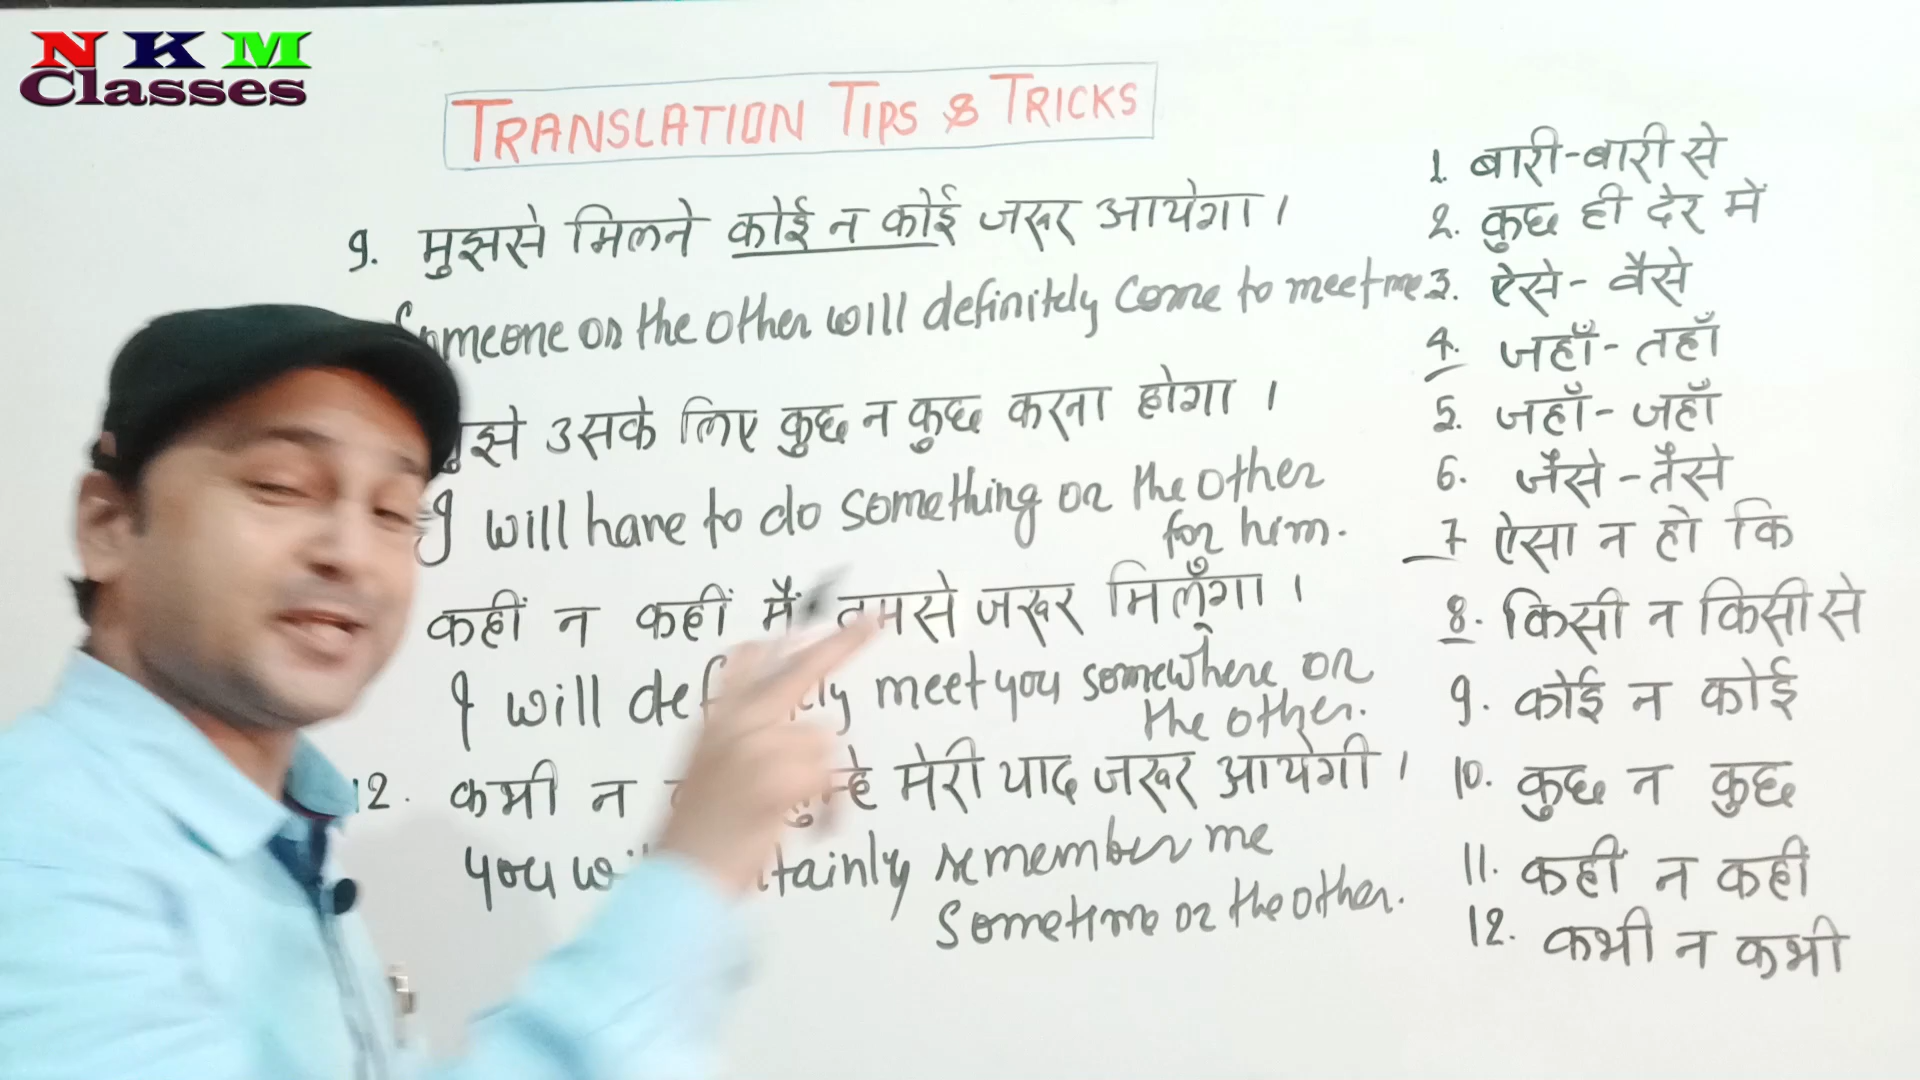 NKM
Classes
TRANSLATION TIPS & TRICKS
9. मुझसे मिलने कोई न कोई जरूर आयेगा।
Someone or the other will definitely come to meet me
उसके लिए कुछ न कुछ करना होगा।
I will have to do something or the other
for him.
कहीं न कहीं मैं तुमसे जरूर मिलूँगा।
I will meet you somewhere or
the other.
12. कभी न मेरी याद जरूर आयेगी।
you remember me
sometime or the other.
1. बारी-बारी से
2. कुछ ही देर में
3. ऐसे- वैसे
4. जहाँ- तहाँ
5. जहाँ- जहाँ
6. जैसे-तैसे
7 ऐसा न हो कि
8. किसी न किसी से
9. कोई न कोई
10. कुछ न कुछ
11. कहीं न कहीं
12. कभी न कभी